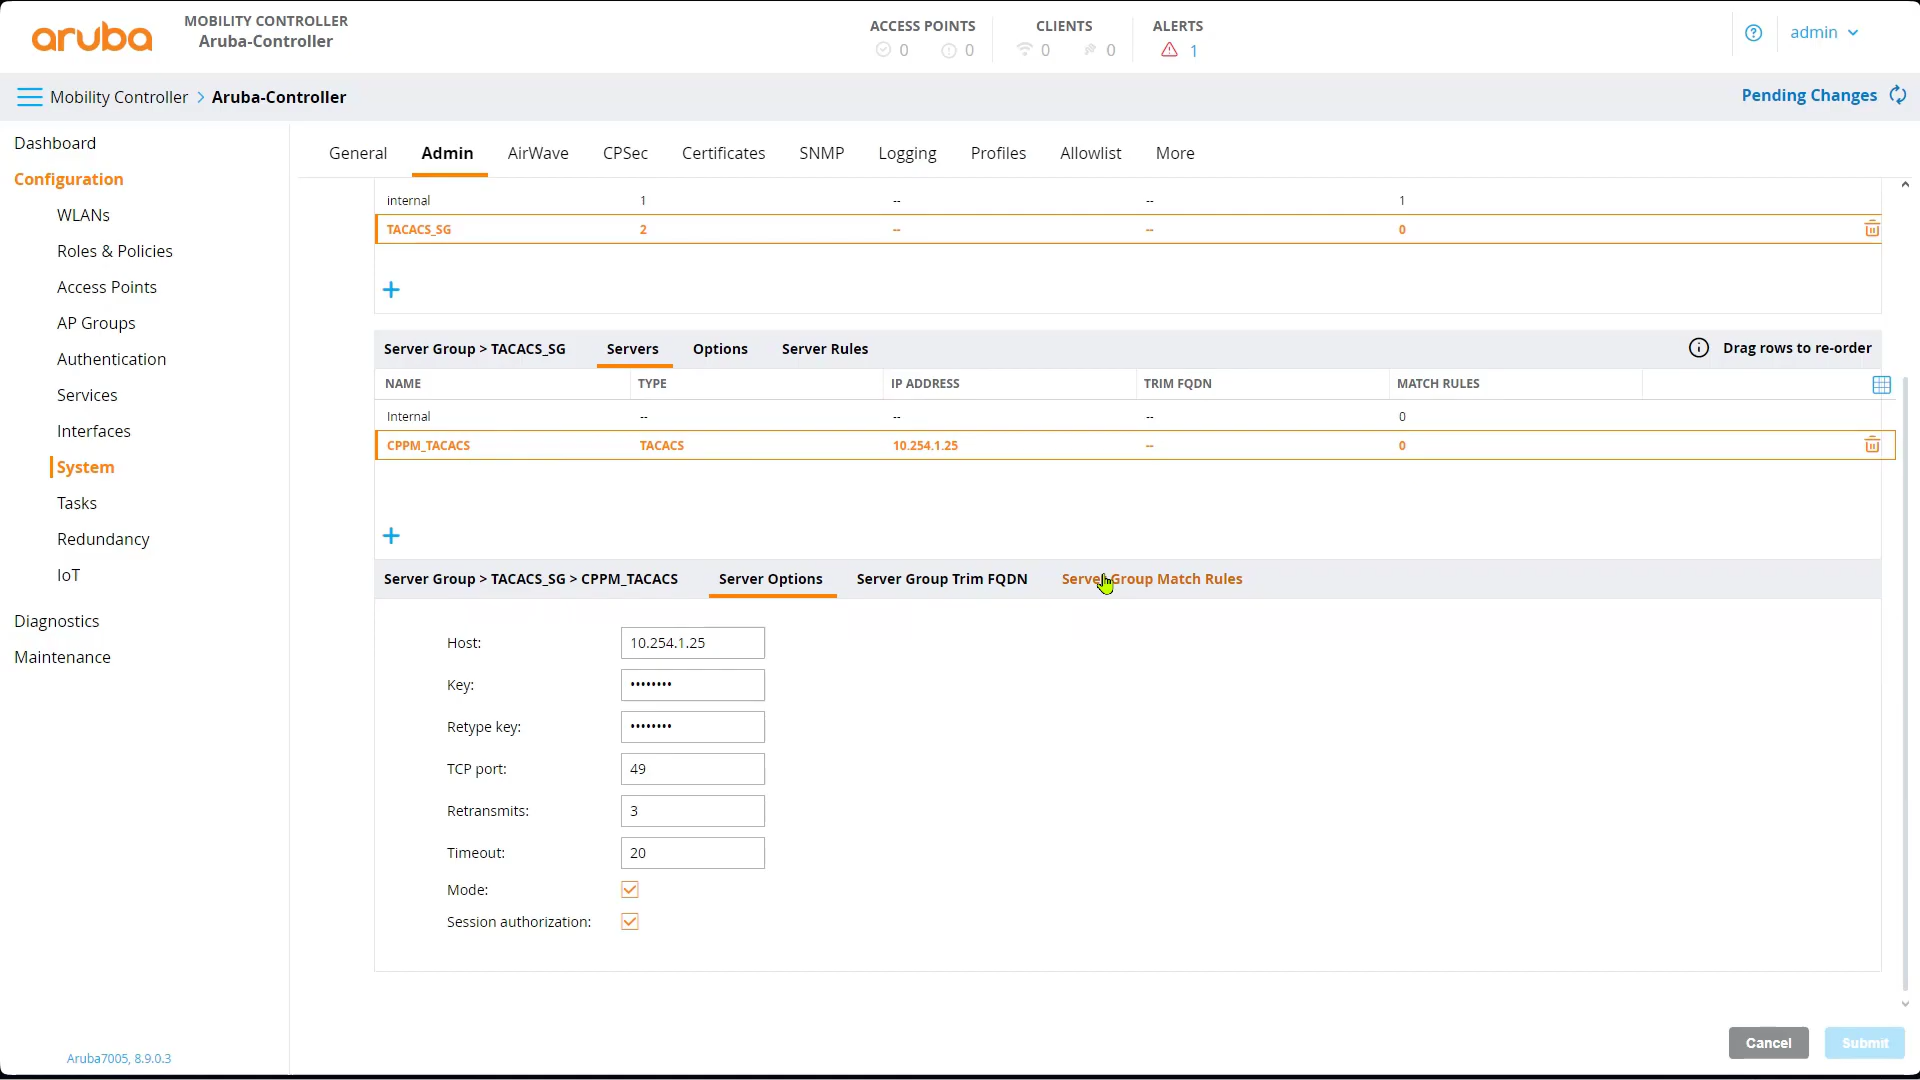 aruba
MOBILITY CONTROLLER
Aruba-Controller
ACCESS POINTS
0 0
CLIENTS
0 0
ALERTS
1
admin
Mobility Controller > Aruba-Controller
Pending Changes
Dashboard
Configuration
WLANs
Roles & Policies
Access Points
AP Groups
Authentication
Services
Interfaces
System
Tasks
Redundancy
IoT
Diagnostics
Maintenance
Aruba7005, 8.9.0.3
General Admin AirWave CPSec Certificates SNMP Logging Profiles Allowlist More
internal 1 -- -- 1
TACACS_SG 2 -- -- 0
+
Server Group > TACACS_SG Servers Options Server Rules Drag rows to re-order
NAME TYPE IP ADDRESS TRIM FQDN MATCH RULES
Internal -- -- -- 0
CPPM_TACACS TACACS 10.254.1.25 -- 0
+
Server Group > TACACS_SG > CPPM_TACACS Server Options Server Group Trim FQDN Server Group Match Rules
Host: 10.254.1.25
Key: ••••••••
Retype key: ••••••••
TCP port: 49
Retransmits: 3
Timeout: 20
Mode:
Session authorization:
Cancel Submit